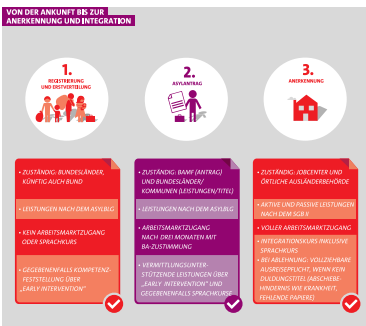 VON DER ANKUNFT BIS ZUR
ANERKENNUNG UND INTEGRATION
1.
REGISTRIERUNG
UND ERSTVERTEILUNG
• ZUSTÄNDIG: BUNDESLÄNDER,
KÜNFTIG AUCH BUND
• LEISTUNGEN NACH DEM ASYLBLG
• KEIN ARBEITSMARKTZUGANG
ODER SPRACHKURS
• GEGEBENENFALLS KOMPETENZ-
FESTSTELLUNG ÜBER
„EARLY INTERVENTION“
2.
ASYLANTRAG
• ZUSTÄNDIG: BAMF (ANTRAG)
UND BUNDESLÄNDER/
KOMMUNEN (LEISTUNGEN/TITEL)
• LEISTUNGEN NACH DEM ASYLBLG
• ARBEITSMARKTZUGANG
NACH DREI MONATEN MIT
BA-ZUSTIMMUNG
• VERMITTLUNGSUNTER-
STÜTZENDE LEISTUNGEN ÜBER
„EARLY INTERVENTION“ UND
GEGEBENENFALLS SPRACHKURSE
3.
ANERKENNUNG
• ZUSTÄNDIG: JOBCENTER UND
ÖRTLICHE AUSLÄNDERBEHÖRDE
• AKTIVE UND PASSIVE LEISTUNGEN
NACH DEM SGB II
• VOLLER ARBEITSMARKTZUGANG
• INTEGRATIONSKURS INKLUSIVE
SPRACHKURS
• BEI ABLEHNUNG: VOLLZIEHBARE
AUSREISEPFLICHT, WENN KEIN
DULDUNGSTITEL (ABSCHIEBE-
HINDERNIS WIE KRANKHEIT,
FEHLENDE PAPIERE)